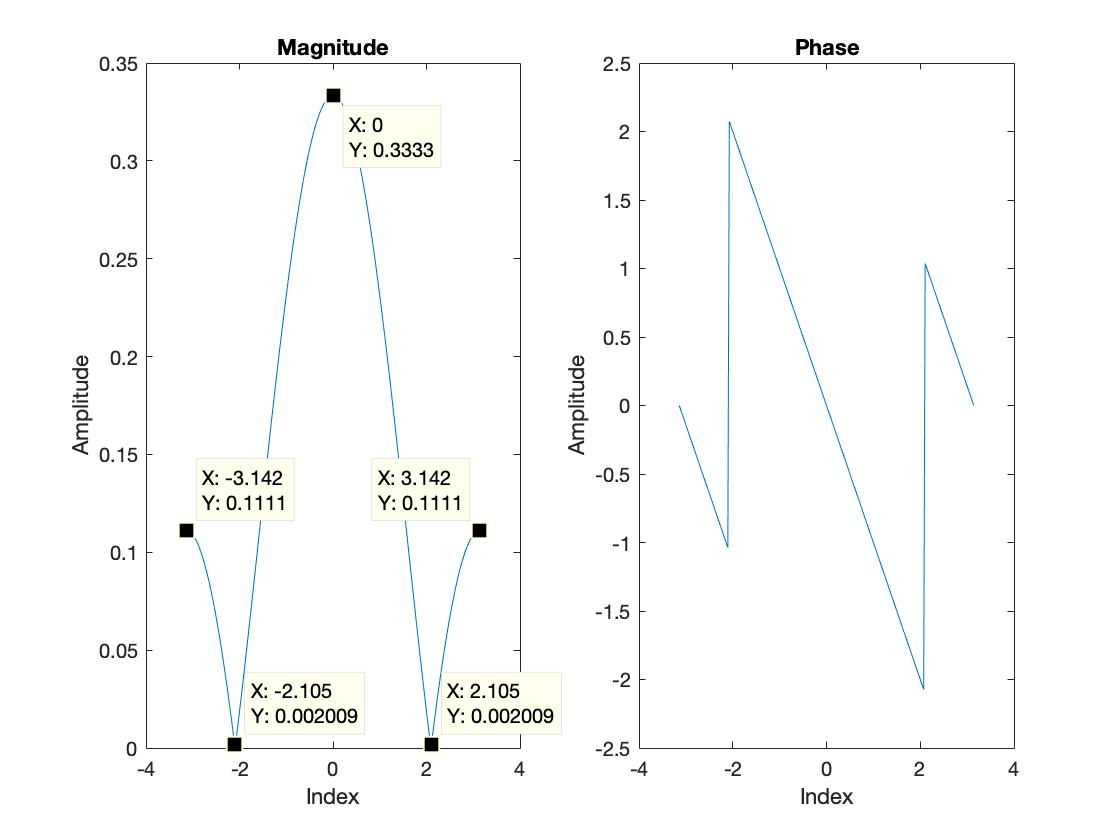 Magnitude
0.35
0.3
0.25
0.2
0.15
0.1
0.05
0
Amplitude
X: 0
Y: 0.3333
X: -3.142
Y: 0.1111
X: 3.142
Y: 0.1111
X: -2.105
Y: 0.002009
X: 2.105
Y: 0.002009
-4 -2 0 2 4
Index
Phase
2.5
2
1.5
1
0.5
0
-0.5
-1
-1.5
-2
-2.5
Amplitude
-4 -2 0 2 4
Index